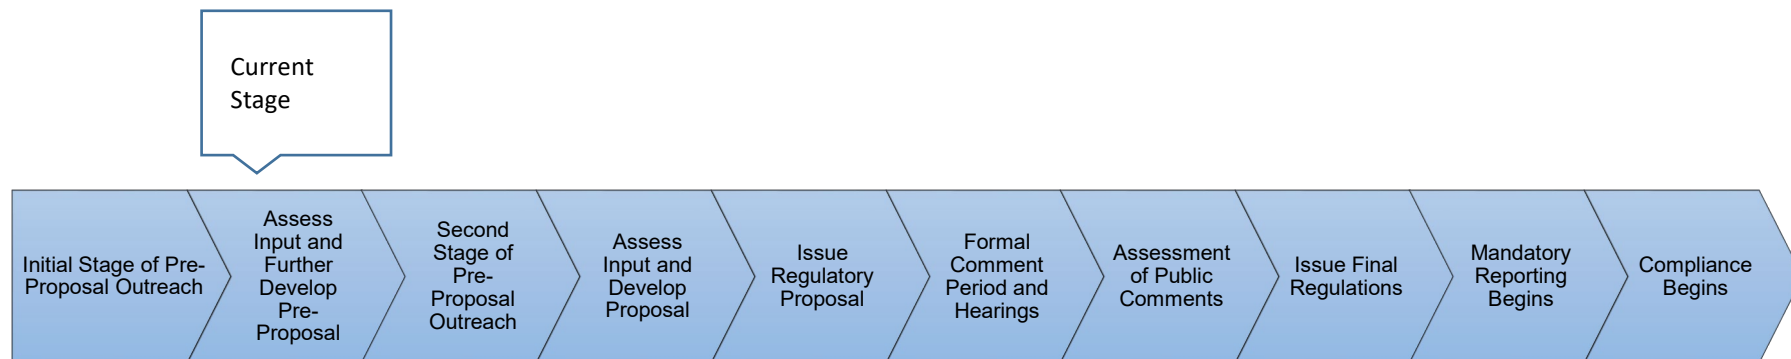 Current
Stage
Initial Stage of Pre-
Proposal Outreach
Assess
Input and
Further
Develop
Pre-
Proposal
Second
Stage of
Pre-
Proposal
Outreach
Assess
Input and
Develop
Proposal
Issue
Regulatory
Proposal
Formal
Comment
Period and
Hearings
Assessment
of Public
Comments
Issue Final
Regulations
Mandatory
Reporting
Begins
Compliance
Begins